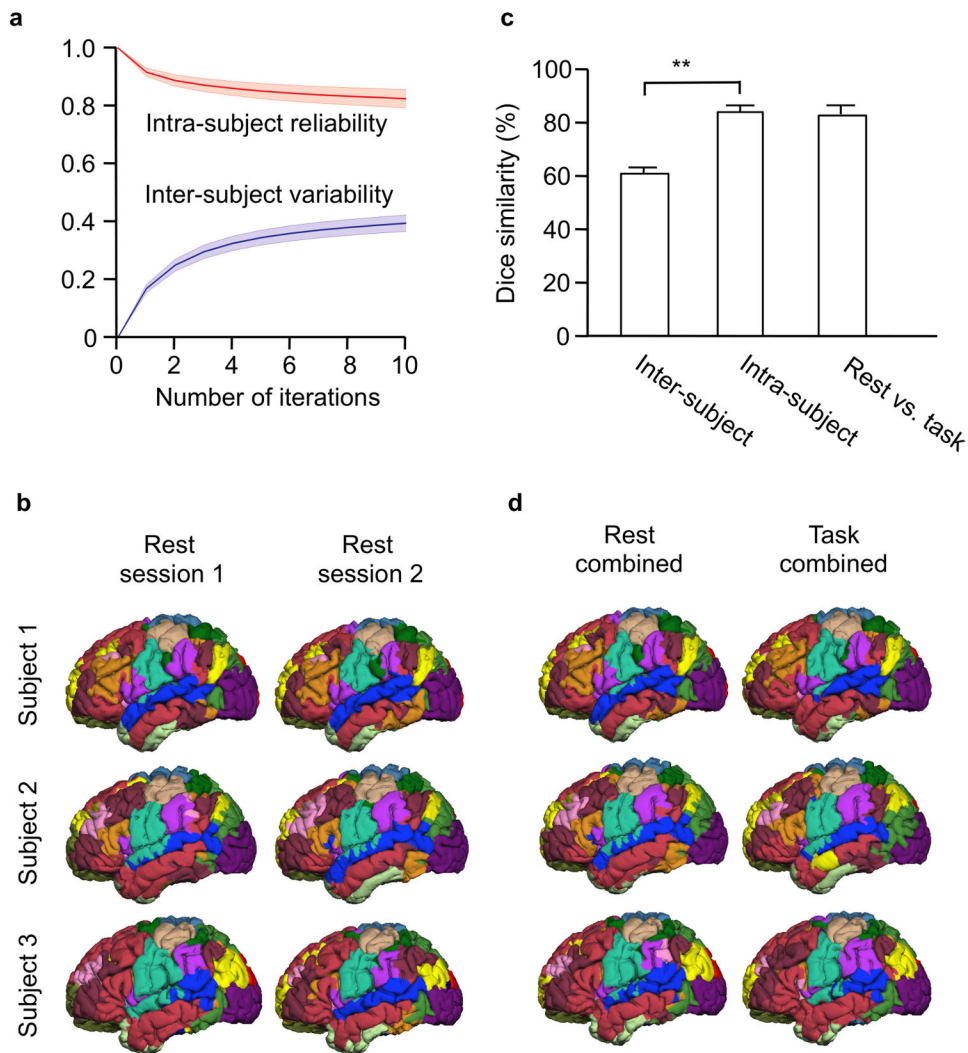 a
1.0
0.8
0.6
0.4
0.2
0
Intra-subject reliability
Inter-subject variability
0 2 4 6 8 10
Number of iterations
c
100
80
60
40
20
0
Dice similarity (%)
**
Inter-subject
Intra-subject
Rest vs. task
b
Rest
session 1
Rest
session 2
Subject 1
Subject 2
Subject 3
d
Rest
combined
Task
combined